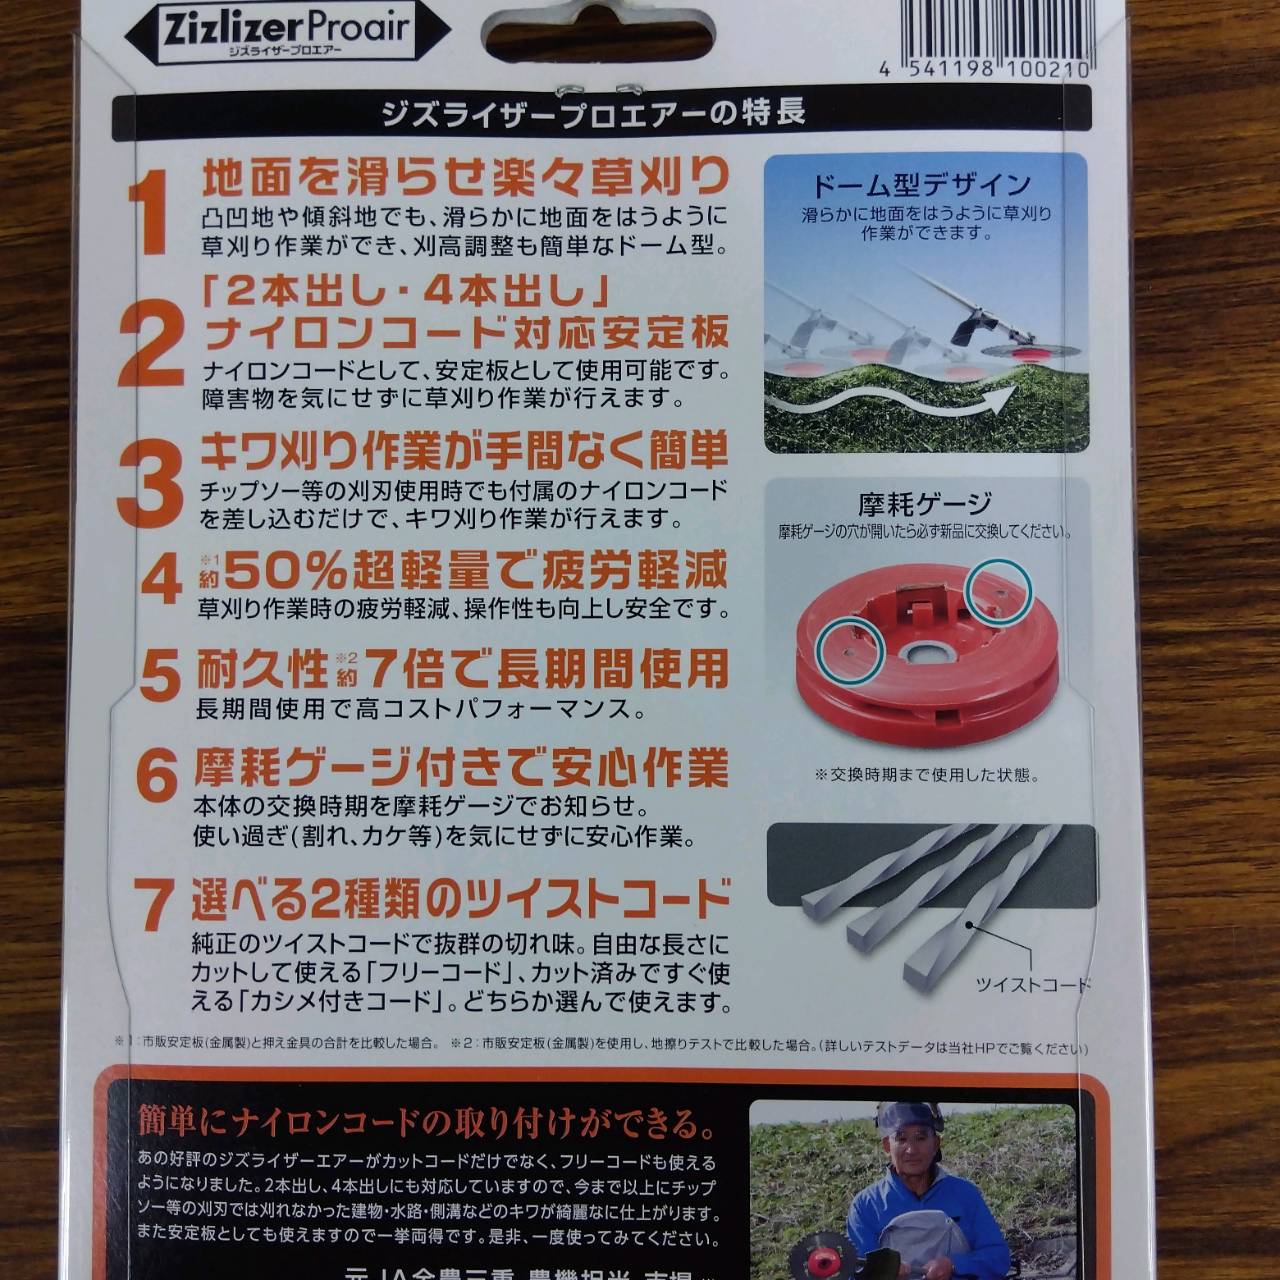 ZizlizerProair
ジズライザープロエアー
4 541198 100210
ジズライザープロエアーの特長
1 地面を滑らせ楽々草刈り
凸凹地や傾斜地でも、滑らかに地面をはうように
草刈り作業ができ、刈高調整も簡単なドーム型。
2 「2本出し・4本出し」
ナイロンコード対応安定板
ナイロンコードとして、安定板として使用可能です。
障害物を気にせずに草刈り作業が行えます。
3 キワ刈り作業が手間なく簡単
チップソー等の刈刃使用時でも付属のナイロンコード
を差し込むだけで、キワ刈り作業が行えます。
4 ※1約50%超軽量で疲労軽減
草刈り作業時の疲労軽減、操作性も向上し安全です。
5 耐久性※2約7倍で長期間使用
長期間使用で高コストパフォーマンス。
6 摩耗ゲージ付きで安心作業
本体の交換時期を摩耗ゲージでお知らせ。
使い過ぎ(割れ、カケ等)を気にせずに安心作業。
7 選べる2種類のツイストコード
純正のツイストコードで抜群の切れ味。自由な長さに
カットして使える「フリーコード」、カット済みですぐ使
える「カシメ付きコード」。どちらか選んで使えます。
ドーム型デザイン
滑らかに地面をはうように草刈り
作業ができます。
摩耗ゲージ
摩耗ゲージの穴が開いたら必ず新品に交換してください。
※交換時期まで使用した状態。
ツイストコード
※1:市販安定板(金属製)と押え金具の合計を比較した場合。 ※2:市販安定板(金属製)を使用し、地擦りテストで比較した場合。(詳しいテストデータは当社HPでご覧ください)
簡単にナイロンコードの取り付けができる。
あの好評のジズライザーエアーがカットコードだけでなく、フリーコードも使える
ようになりました。2本出し、4本出しにも対応していますので、今まで以上にチップ
ソー等の刈刃では刈れなかった建物・水路・側溝などのキワが綺麗なに仕上がります。
また安定板としても使えますので一挙両得です。是非、一度使ってみてください。
元JA全農三重 農機担当 市場